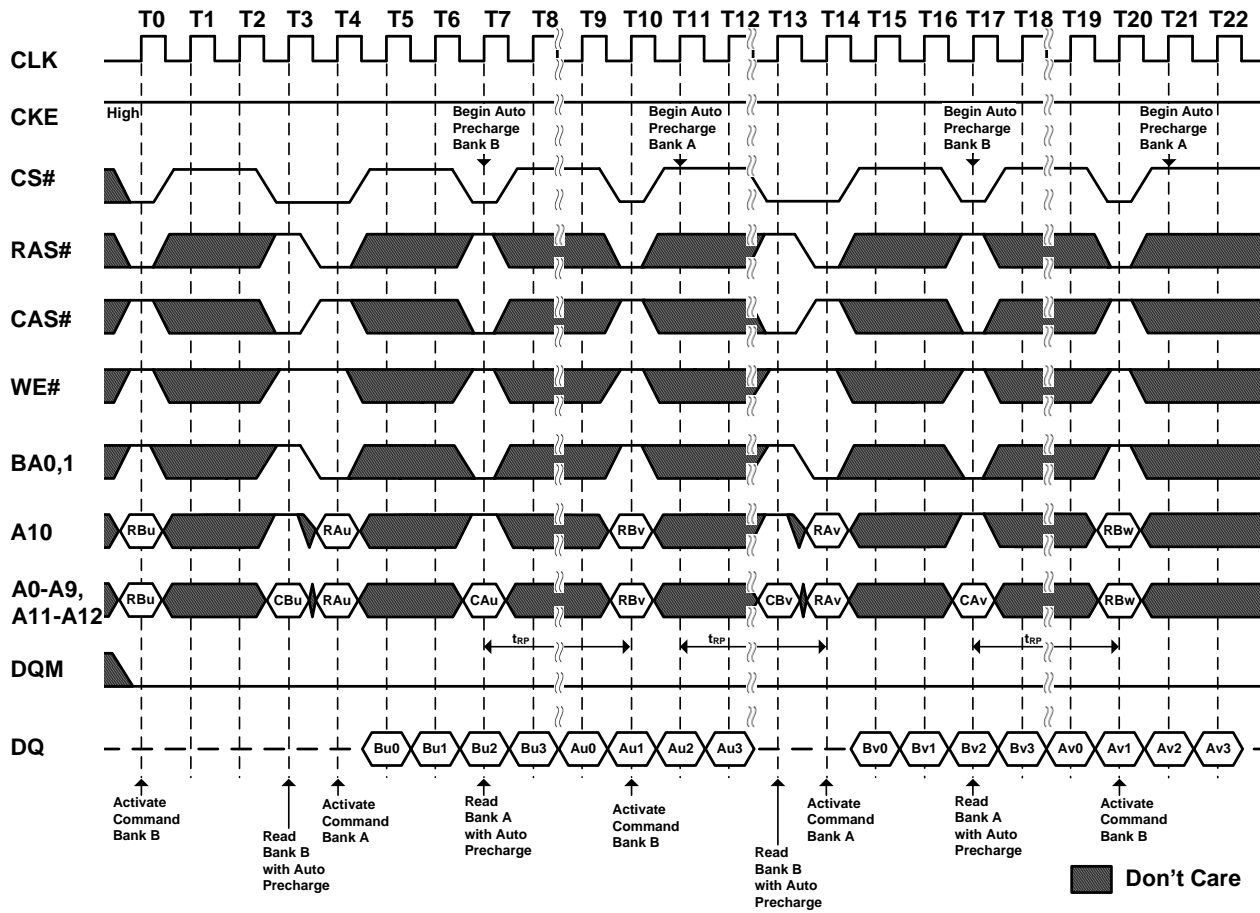 T0 T1 T2 T3 T4 T5 T6 T7 T8 T9 T10 T11 T12 T13 T14 T15 T16 T17 T18 T19 T20 T21 T22
CLK
CKE
High
Begin Auto
Precharge
Bank B
Begin Auto
Precharge
Bank A
Begin Auto
Precharge
Bank B
Begin Auto
Precharge
Bank A
CS#
RAS#
CAS#
WE#
BA0,1
A10
RBu RAu RBv RAv RBw
A0-A9,
A11-A12
RBu CBu RAu CAu RBv CBv RAv CAv RBw
tRP tRP tRP
DQM
DQ
Bu0 Bu1 Bu2 Bu3 Au0 Au1 Au2 Au3 Bv0 Bv1 Bv2 Bv3 Av0 Av1 Av2 Av3
Activate
Command
Bank B
Read
Bank B
with Auto
Precharge
Activate
Command
Bank A
Read
Bank A
with Auto
Precharge
Activate
Command
Bank B
Read
Bank B
with Auto
Precharge
Activate
Command
Bank A
Read
Bank A
with Auto
Precharge
Activate
Command
Bank B
Don't Care